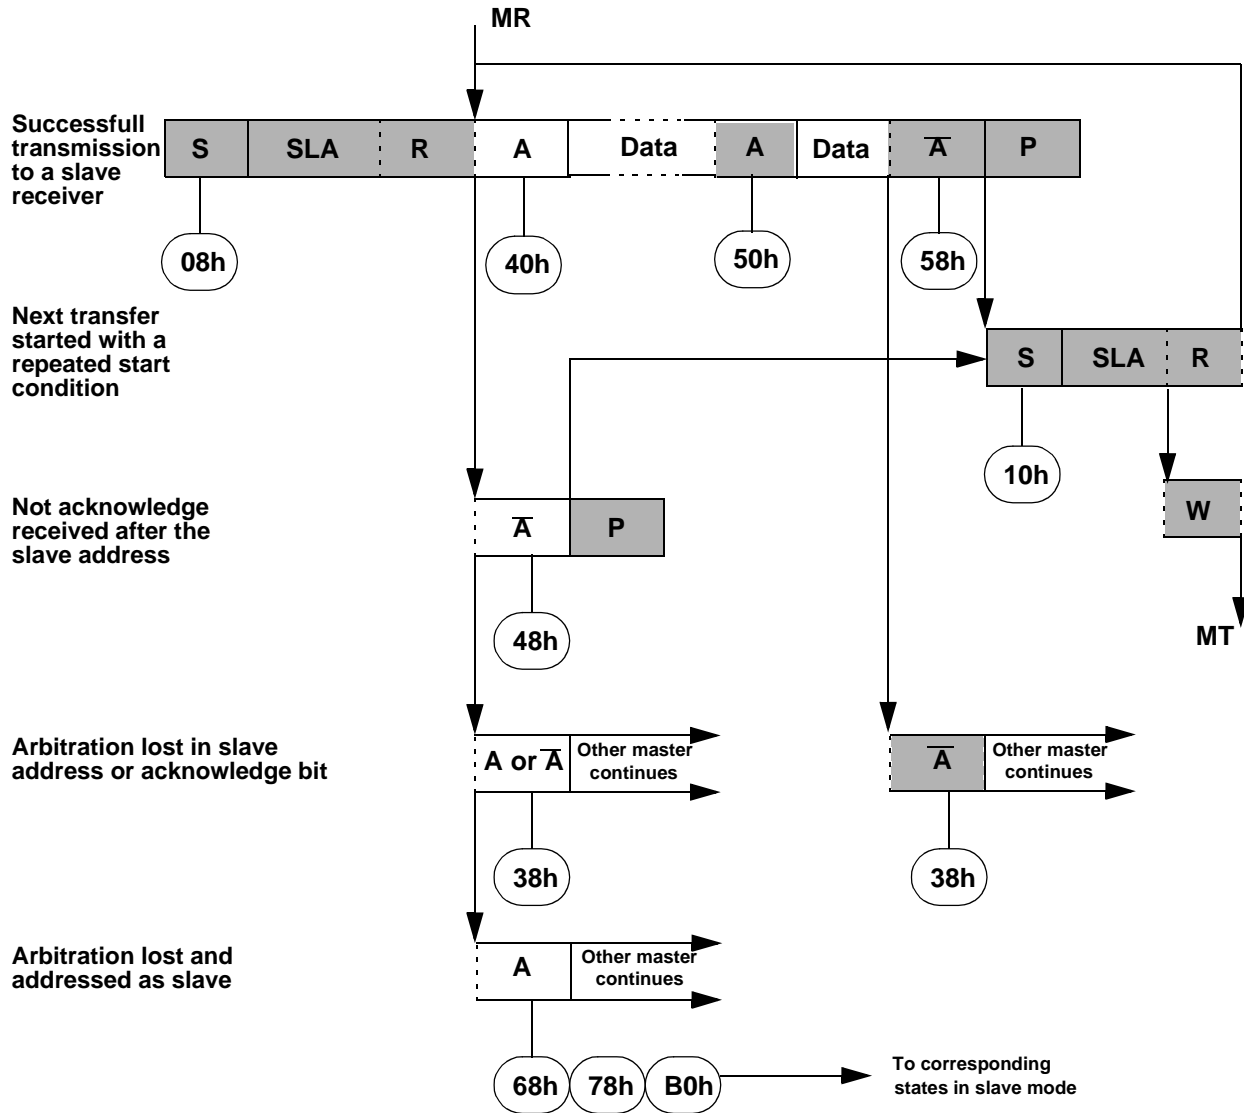 MR
Successfull
transmission
to a slave
receiver
S SLA R A Data A Data A̅ P
08h 40h 50h 58h
Next transfer
started with a
repeated start
condition
S SLA R
10h
Not acknowledge
received after the
slave address
A̅ P
W
48h
MT
Arbitration lost in slave
address or acknowledge bit
A or A̅
Other master
continues
A̅
Other master
continues
38h 38h
Arbitration lost and
addressed as slave
A
Other master
continues
68h 78h B0h
To corresponding
states in slave mode